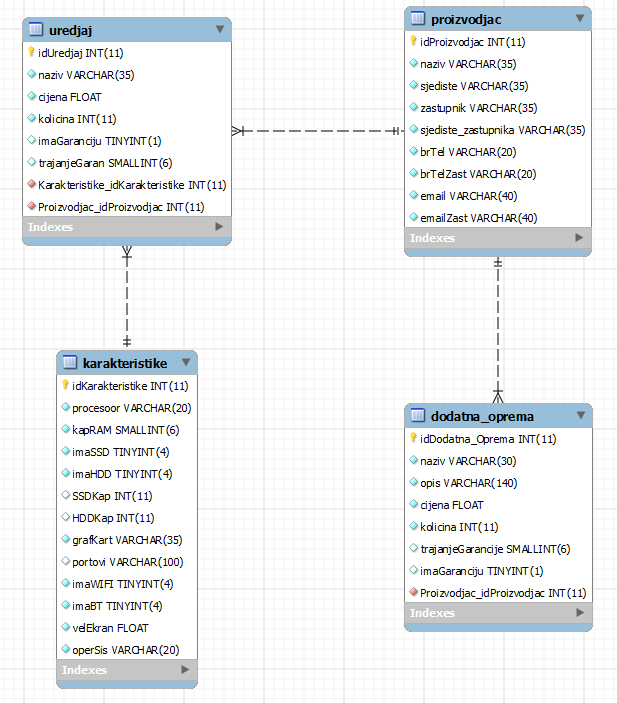 uredjaj
idUredjaj INT(11)
naziv VARCHAR(35)
cijena FLOAT
kolicina INT(11)
imaGaranciju TINYINT(1)
trajanjeGaran SMALLINT(6)
Karakteristike_idKarakteristike INT(11)
Proizvodjac_idProizvodjac INT(11)
Indexes
proizvodjac
idProizvodjac INT(11)
naziv VARCHAR(35)
sjediste VARCHAR(35)
zastupnik VARCHAR(35)
sjediste_zastupnika VARCHAR(35)
brTel VARCHAR(20)
brTelZast VARCHAR(20)
email VARCHAR(40)
emailZast VARCHAR(40)
Indexes
karakteristike
idKarakteristike INT(11)
procesoor VARCHAR(20)
kapRAM SMALLINT(6)
imaSSD TINYINT(4)
imaHDD TINYINT(4)
SSDKap INT(11)
HDDKap INT(11)
grafKart VARCHAR(35)
portovi VARCHAR(100)
imaWIFI TINYINT(4)
imaBT TINYINT(4)
velEkran FLOAT
operSis VARCHAR(20)
Indexes
dodatna_oprema
idDodatna_Oprema INT(11)
naziv VARCHAR(30)
opis VARCHAR(140)
cijena FLOAT
kolicina INT(11)
trajanjeGarancije SMALLINT(6)
imaGaranciju TINYINT(1)
Proizvodjac_idProizvodjac INT(11)
Indexes